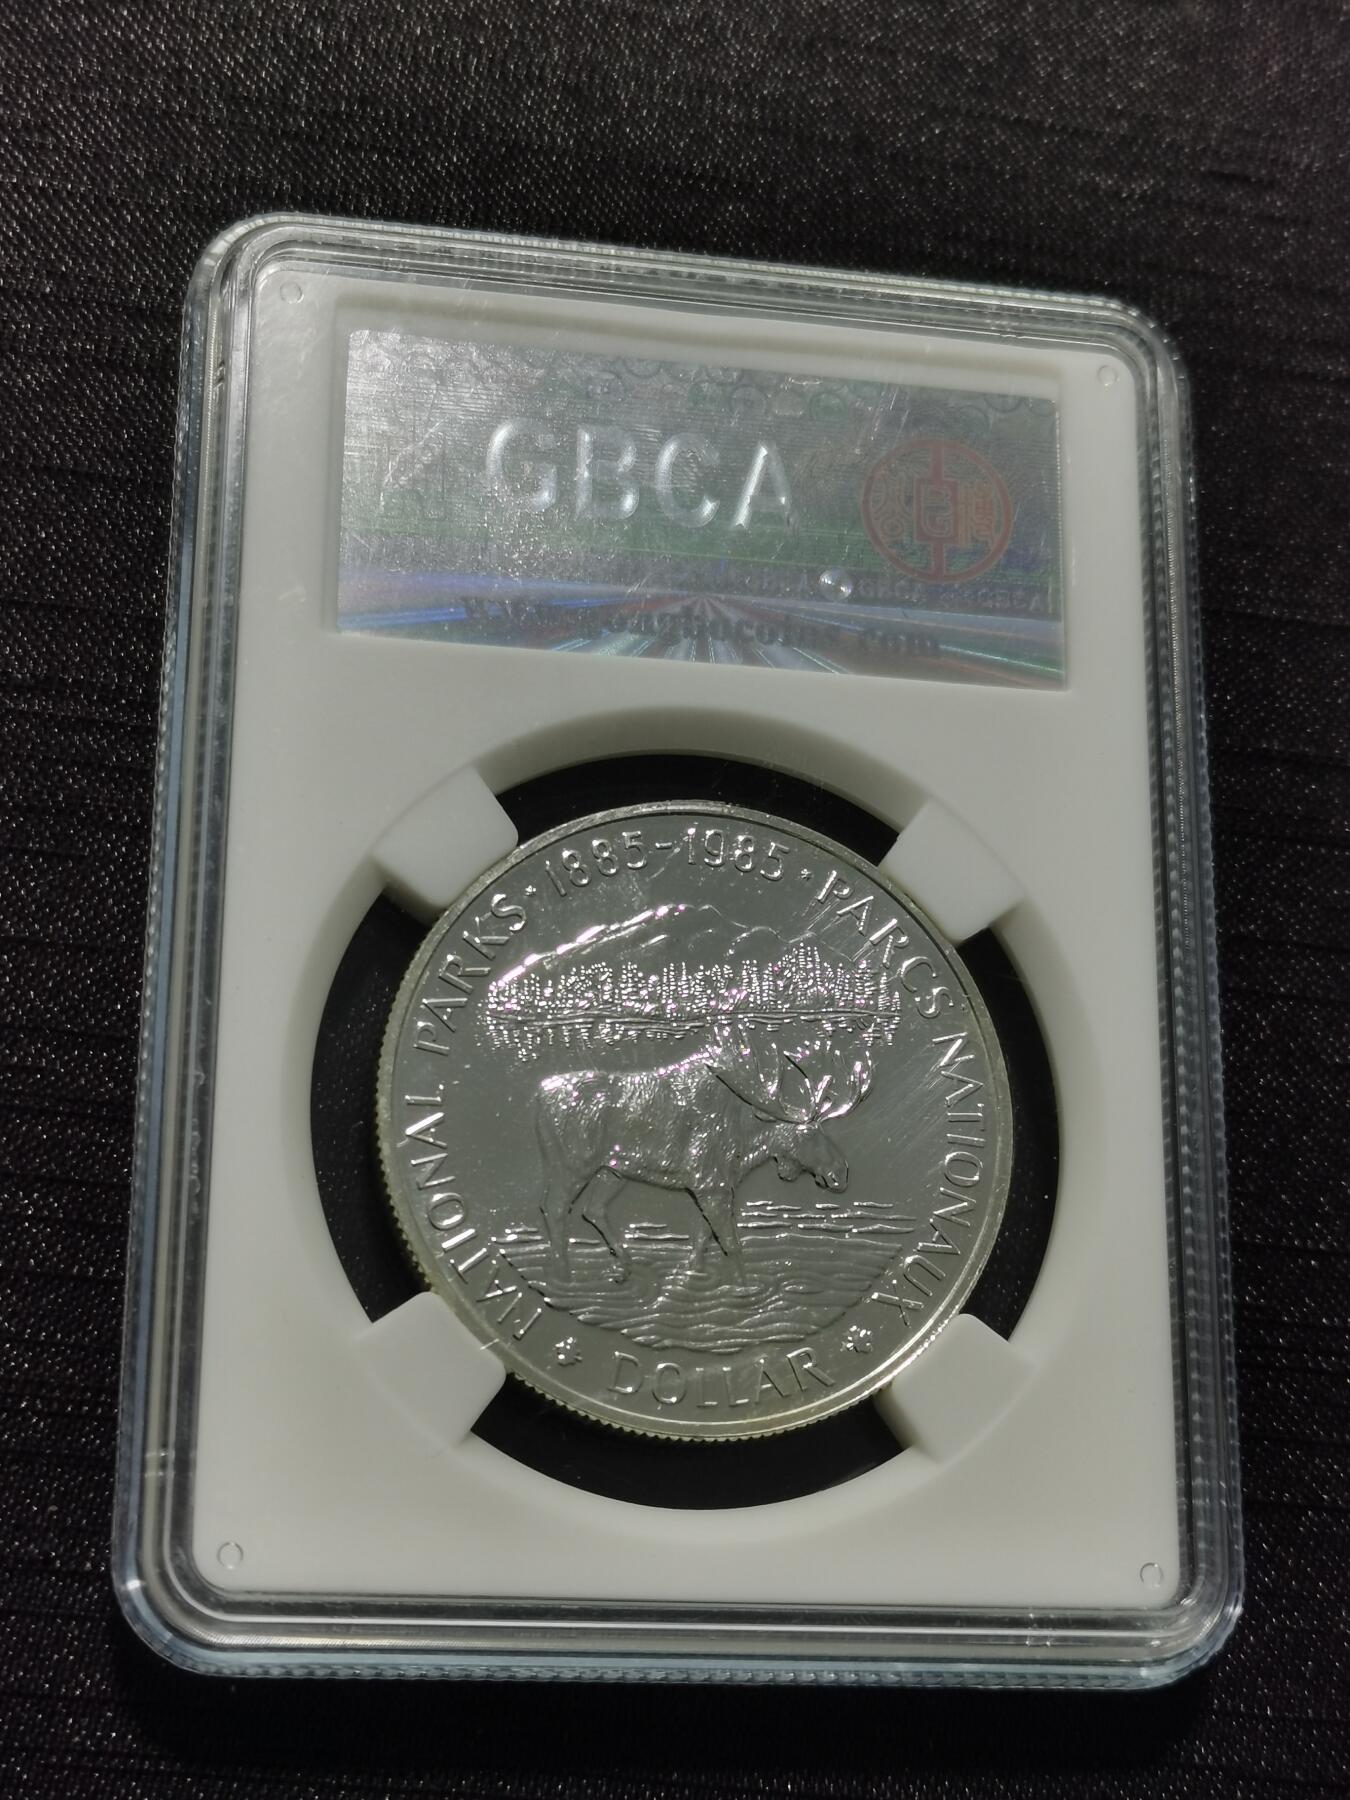 GBCA
NATIONAL PARKS · 1885-1985 · PARCS NATIONAUX
DOLLAR